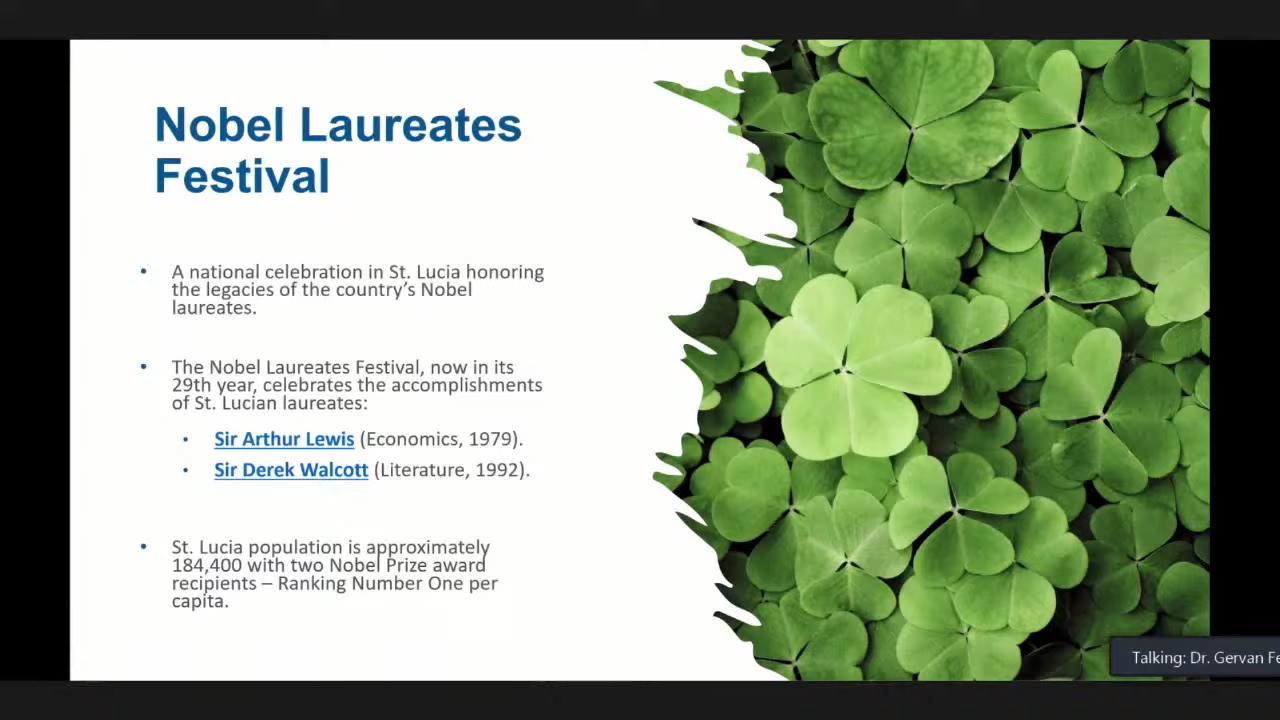 Nobel Laureates
Festival
• A national celebration in St. Lucia honoring
the legacies of the country’s Nobel
laureates.
• The Nobel Laureates Festival, now in its
29th year, celebrates the accomplishments
of St. Lucian laureates:
• Sir Arthur Lewis (Economics, 1979).
• Sir Derek Walcott (Literature, 1992).
• St. Lucia population is approximately
184,400 with two Nobel Prize award
recipients – Ranking Number One per
capita.
Talking: Dr. Gervan Fe